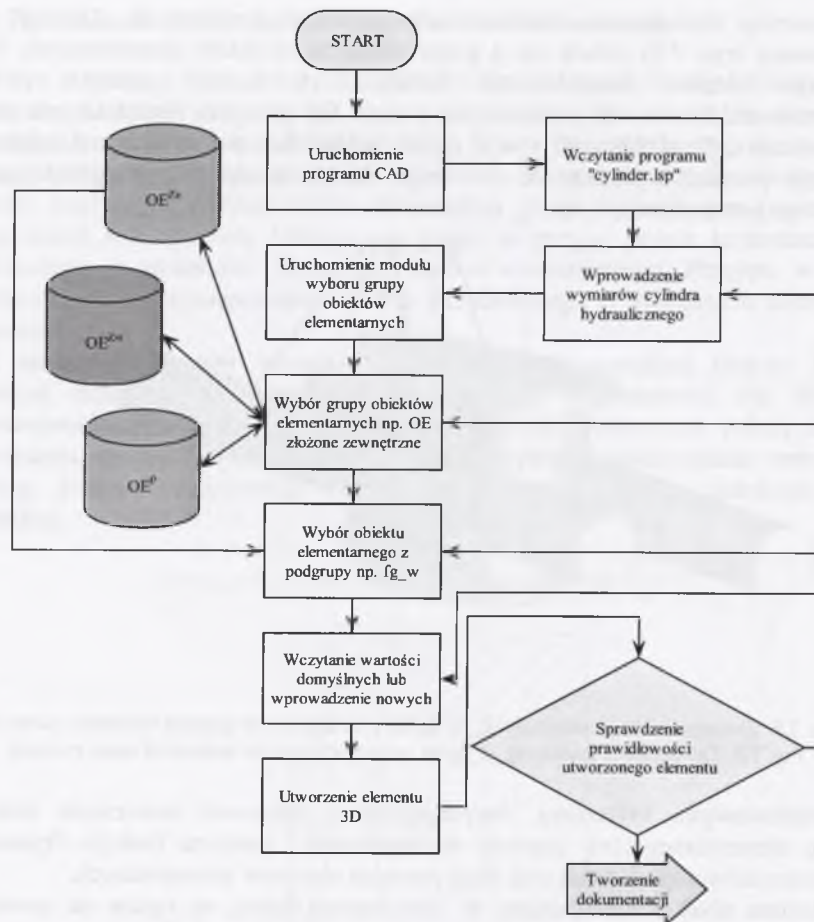 START
Uruchomienie
programu CAD
Wczytanie programu
"cylinder.lsp"
Uruchomienie modułu
wyboru grupy
obiektów
elementarnych
Wprowadzenie
wymiarów cylindra
hydraulicznego
OE
OE
OE
Wybór grupy obiektów
elementarnych np. OE
złożone zewnętrzne
Wybór obiektu
elementarnego z
podgrupy np. fg_w
Wczytanie wartości
domyślnych lub
wprowadzenie nowych
Utworzenie elementu
3D
Sprawdzenie
prawidłowości
utworzonego elementu
Tworzenie
dokumentacji